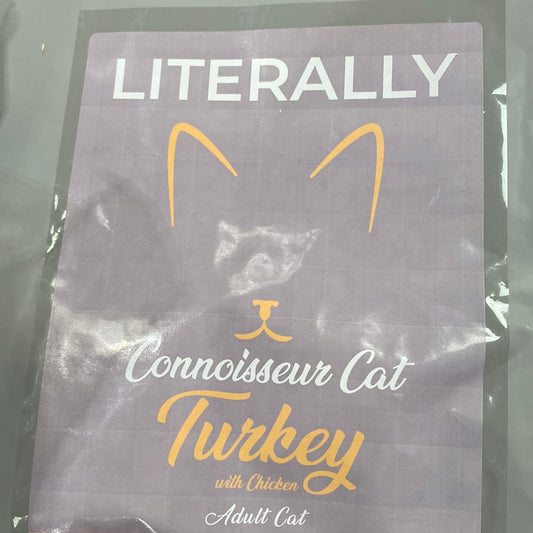 LITERALLY
Connoisseur Cat
Turkey
with Chicken
Adult Cat